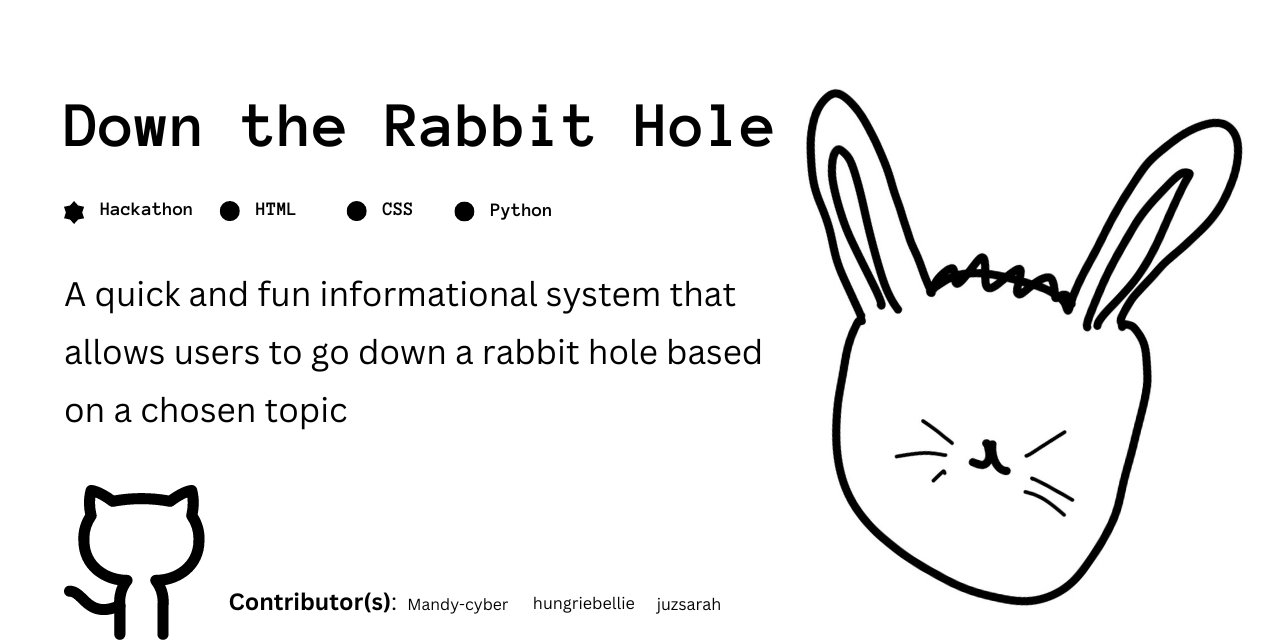 Down the Rabbit Hole
Hackathon HTML CSS Python
A quick and fun informational system that
allows users to go down a rabbit hole based
on a chosen topic
Contributor(s): Mandy-cyber hungriebellie juzsarah